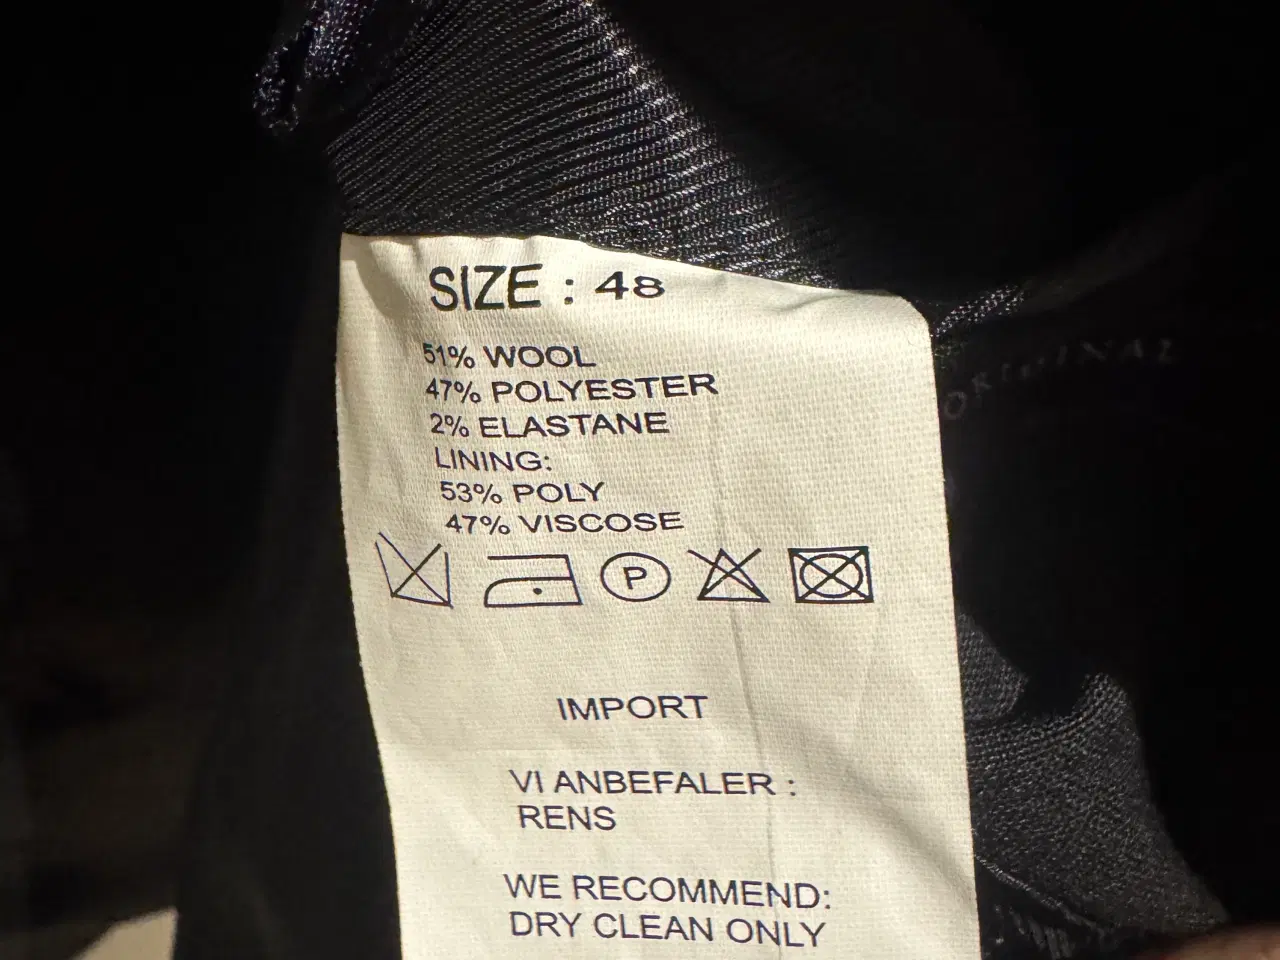 SIZE : 48
51% WOOL
47% POLYESTER
2% ELASTANE
LINING:
53% POLY
47% VISCOSE
P
IMPORT
VI ANBEFALER :
RENS
WE RECOMMEND:
DRY CLEAN ONLY
ORIGINAL